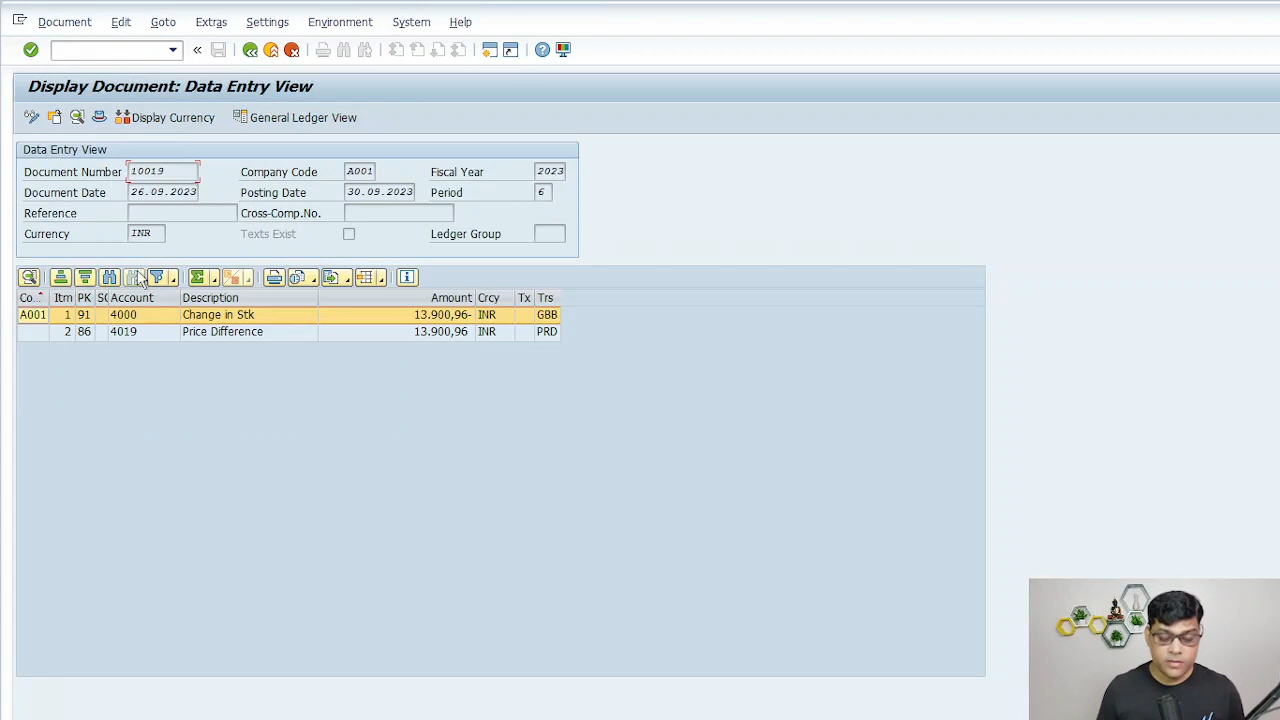 Document Edit Goto Extras Settings Environment System Help
Display Document: Data Entry View
Display Currency General Ledger View
Data Entry View
Document Number 10019 Company Code A001 Fiscal Year 2023
Document Date 26.09.2023 Posting Date 30.09.2023 Period 6
Reference Cross-Comp.No.
Currency INR Texts Exist Ledger Group
Co.. Itm PK SG Account Description Amount Crcy Tx Trs
A001 1 91 4000 Change in Stk 13.900,96- INR GBB
2 86 4019 Price Difference 13.900,96 INR PRD